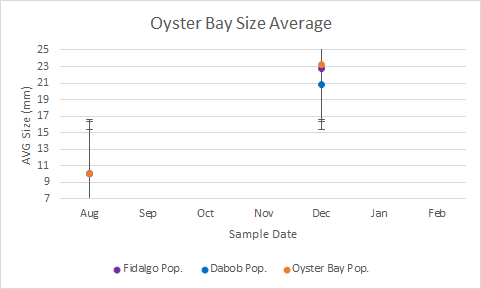 Oyster Bay Size Average
AVG Size (mm)
25
23
21
19
17
15
13
11
9
7
Aug Sep Oct Nov Dec Jan Feb
Sample Date
Fidalgo Pop. Dabob Pop. Oyster Bay Pop.